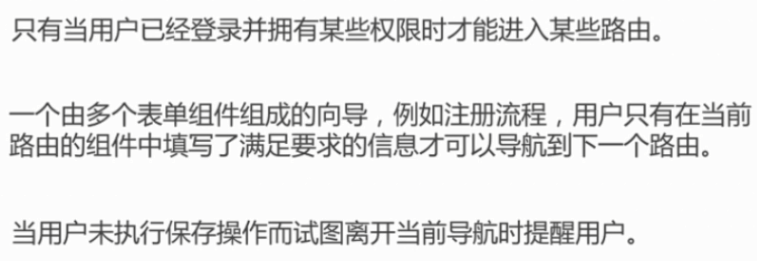 只有当用户已经登录并拥有某些权限时才能进入某些路由。
一个由多个表单组件组成的向导，例如注册流程，用户只有在当前
路由的组件中填写了满足要求的信息才可以导航到下一个路由。
当用户未执行保存操作而试图离开当前导航时提醒用户。